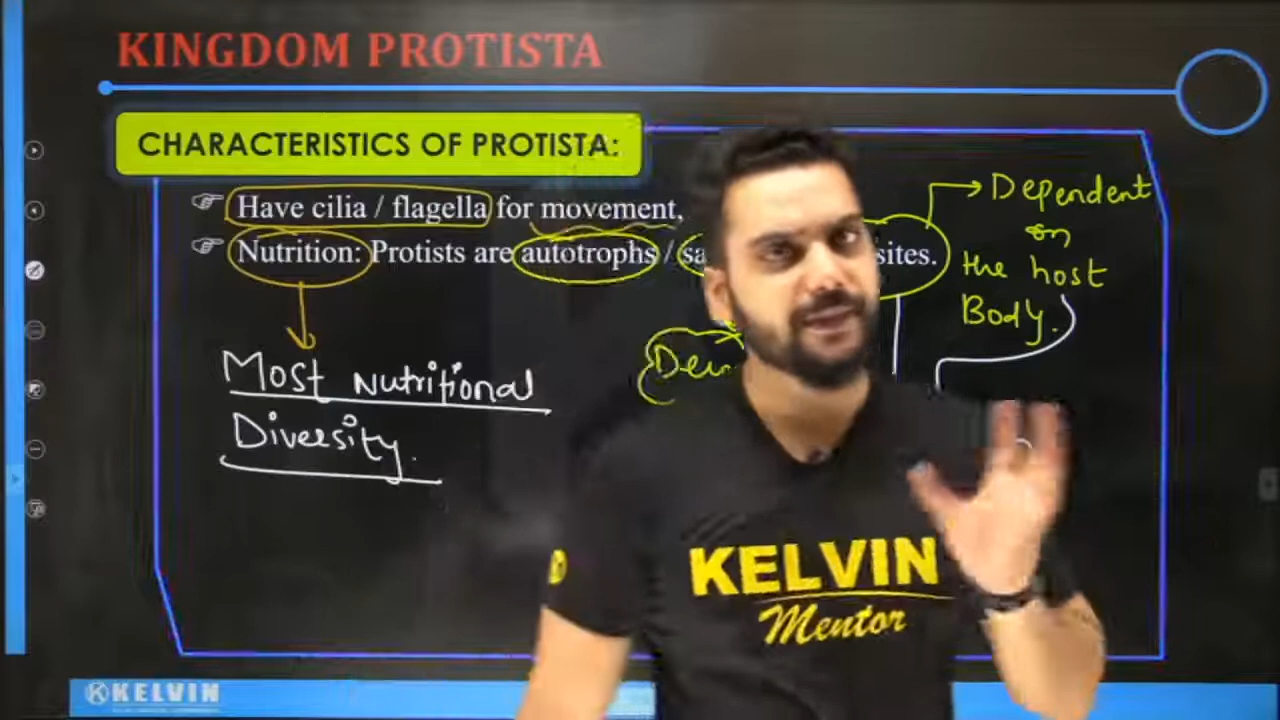 KINGDOM PROTISTA
CHARACTERISTICS OF PROTISTA:
Have cilia / flagella for movement,
Nutrition: Protists are autotrophs /
Dependent
on
the host
Body.
Most Nutritional
Diversity.
KELVIN
Mentor
KELVIN